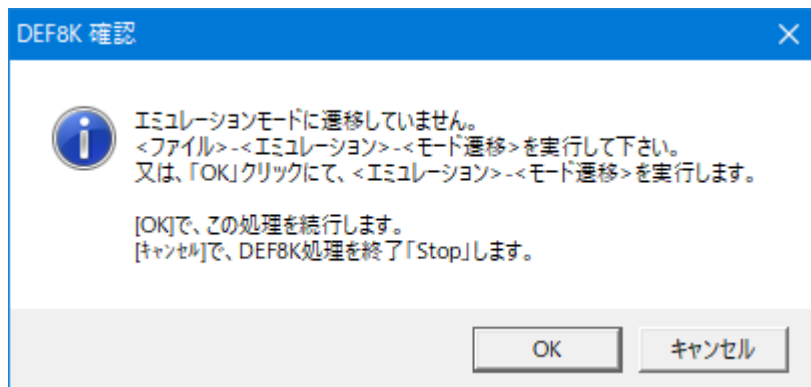 DEF8K 確認
エミュレーションモードに遷移していません。
<ファイル>-<エミュレーション>-<モード遷移>を実行して下さい。
又は、「OK」クリックにて、<エミュレーション>-<モード遷移>を実行します。
[OK]で、この処理を続行します。
[ｷｬﾝｾﾙ]で、DEF8K処理を終了「Stop」します。
OK
キャンセル